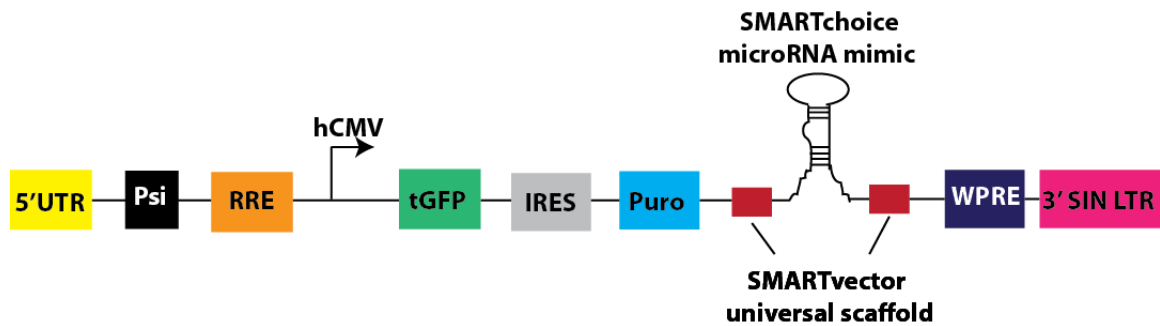 SMARTchoice
microRNA mimic
hCMV
5'UTR
Psi
RRE
tGFP
IRES
Puro
WPRE
3' SIN LTR
SMARTvector
universal scaffold